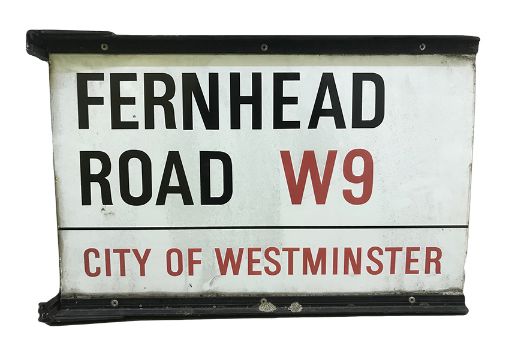 FERNHEAD
ROAD W9
CITY OF WESTMINSTER